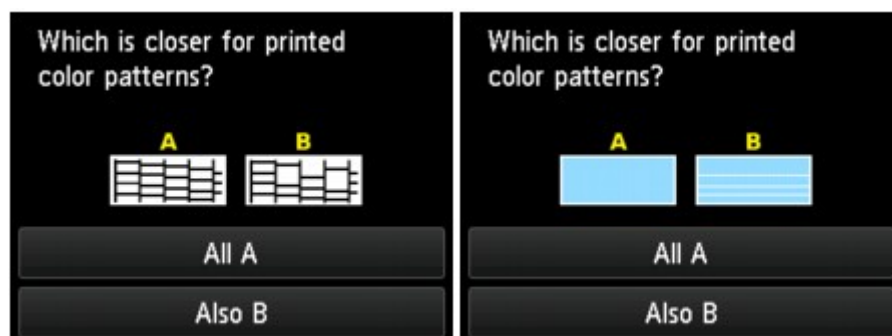 Which is closer for printed
color patterns?
A B
All A
Also B
Which is closer for printed
color patterns?
A B
All A
Also B